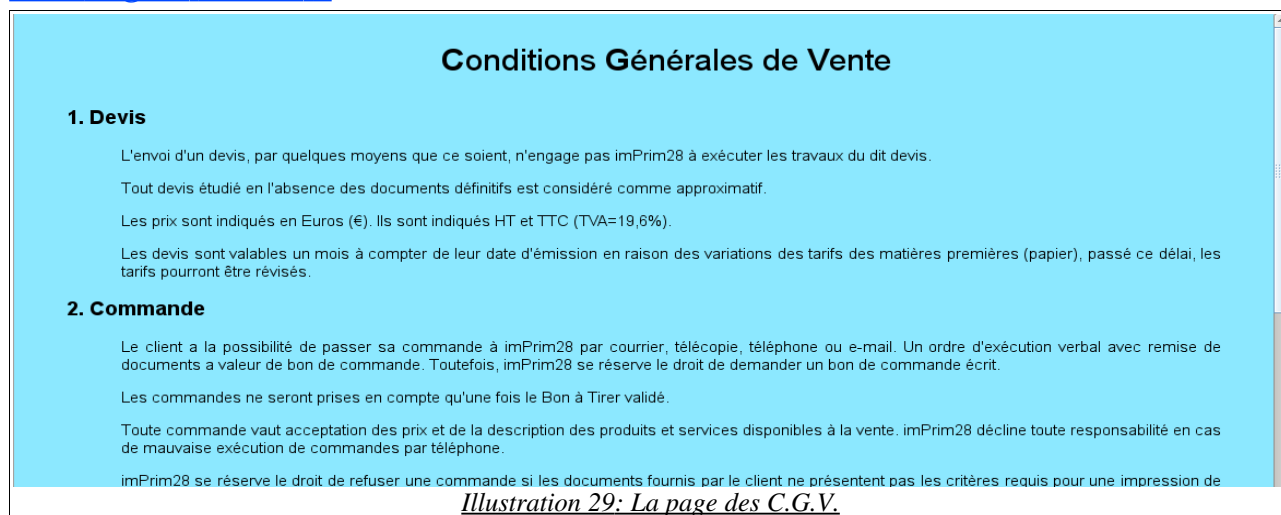 Conditions Générales de Vente
1. Devis
L'envoi d'un devis, par quelques moyens que ce soient, n'engage pas imPrim28 à exécuter les travaux du dit devis.
Tout devis étudié en l'absence des documents définitifs est considéré comme approximatif.
Les prix sont indiqués en Euros (€). Ils sont indiqués HT et TTC (TVA=19,6%).
Les devis sont valables un mois à compter de leur date d'émission en raison des variations des tarifs des matières premières (papier), passé ce délai, les
tarifs pourront être révisés.
2. Commande
Le client a la possibilité de passer sa commande à imPrim28 par courrier, télécopie, téléphone ou e-mail. Un ordre d'exécution verbal avec remise de
documents a valeur de bon de commande. Toutefois, imPrim28 se réserve le droit de demander un bon de commande écrit.
Les commandes ne seront prises en compte qu'une fois le Bon à Tirer validé.
Toute commande vaut acceptation des prix et de la description des produits et services disponibles à la vente. imPrim28 décline toute responsabilité en cas
de mauvaise exécution de commandes par téléphone.
imPrim28 se réserve le droit de refuser une commande si les documents fournis par le client ne présentent pas les critères requis pour une impression de
Illustration 29: La page des C.G.V.